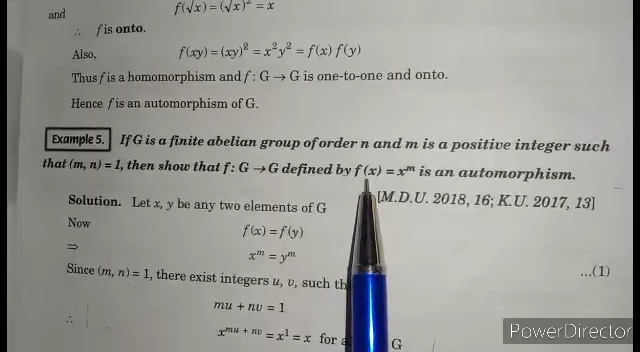 and f(√x) = (√x)² = x
∴ f is onto.
Also, f(xy) = (xy)² = x²y² = f(x) f(y)
Thus f is a homomorphism and f : G → G is one-to-one and onto.
Hence f is an automorphism of G.
Example 5. If G is a finite abelian group of order n and m is a positive integer such
that (m, n) = 1, then show that f : G → G defined by f (x) = xᵐ is an automorphism.
[M.D.U. 2018, 16; K.U. 2017, 13]
Solution. Let x, y be any two elements of G
Now f(x) = f(y)
⇒ xᵐ = yᵐ ...(1)
Since (m, n) = 1, there exist integers u, v, such
mu + nv = 1
∴ xᵐᵘ ⁺ ⁿᵛ = x¹ = x for G
PowerDirector